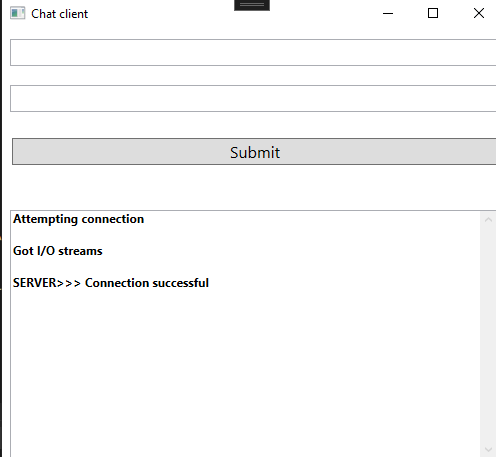 Chat client
Submit
Attempting connection
Got I/O streams
SERVER>>> Connection successful